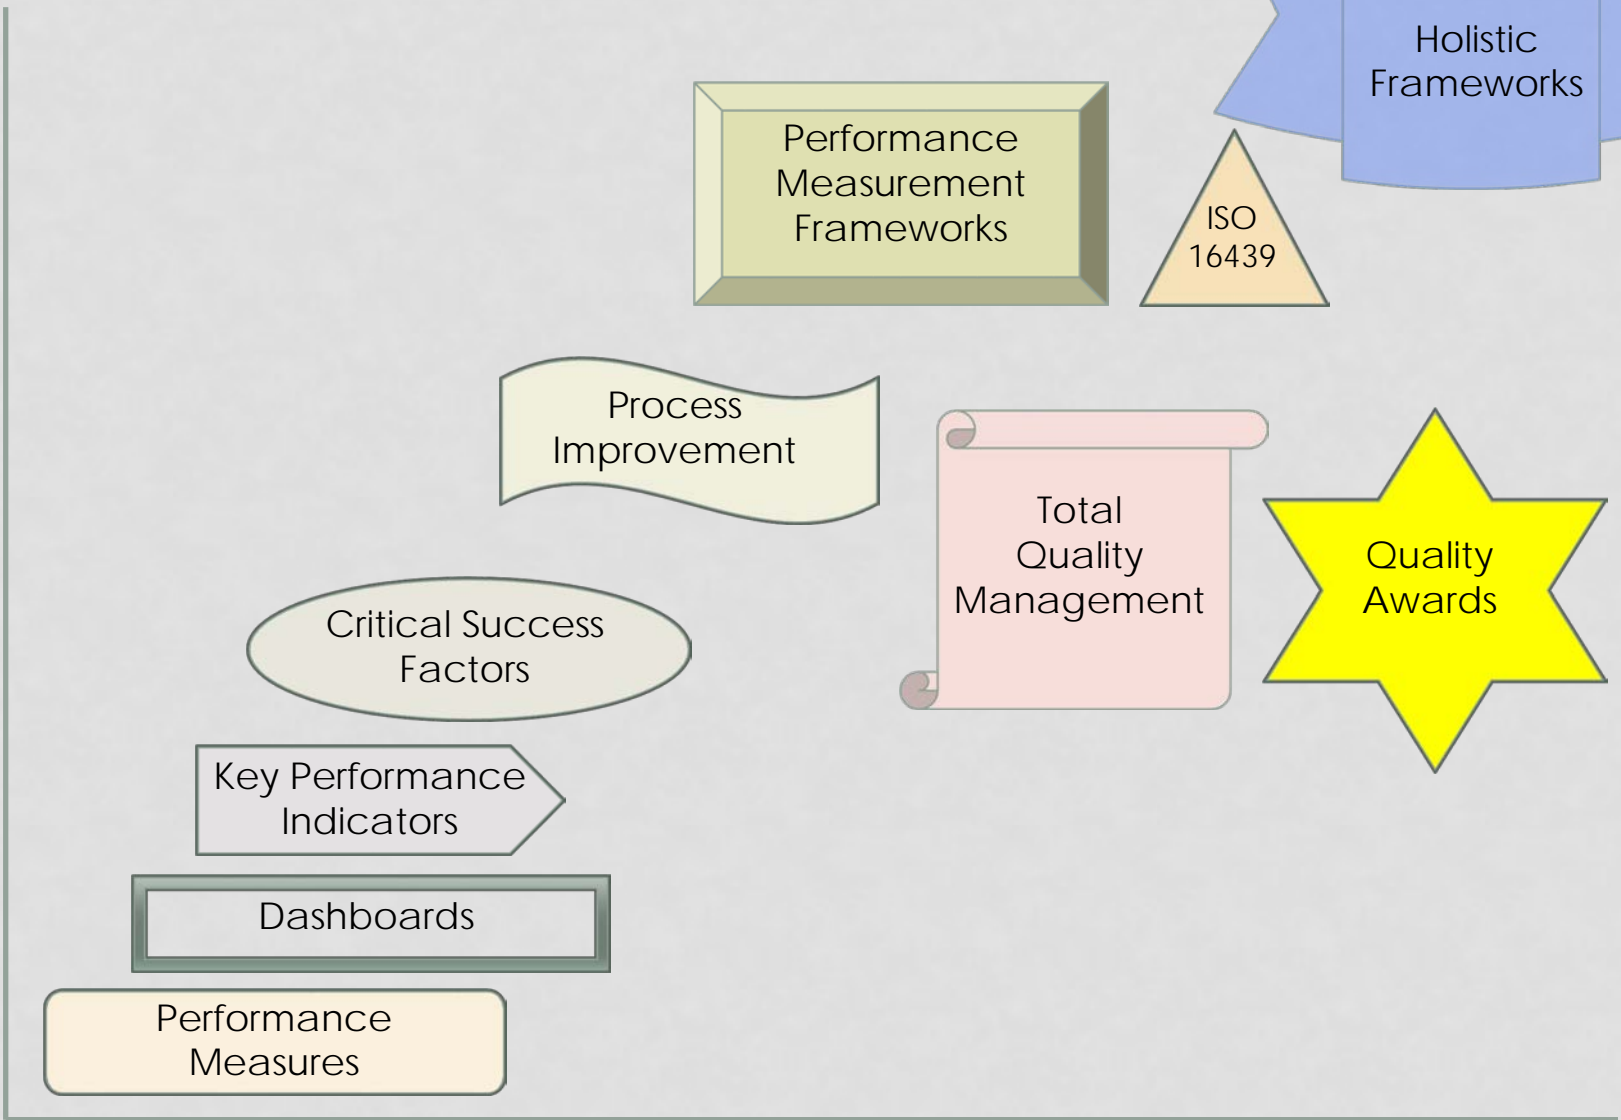 Holistic
Frameworks
Performance
Measurement
Frameworks
ISO
16439
Process
Improvement
Total
Quality
Management
Quality
Awards
Critical Success
Factors
Key Performance
Indicators
Dashboards
Performance
Measures